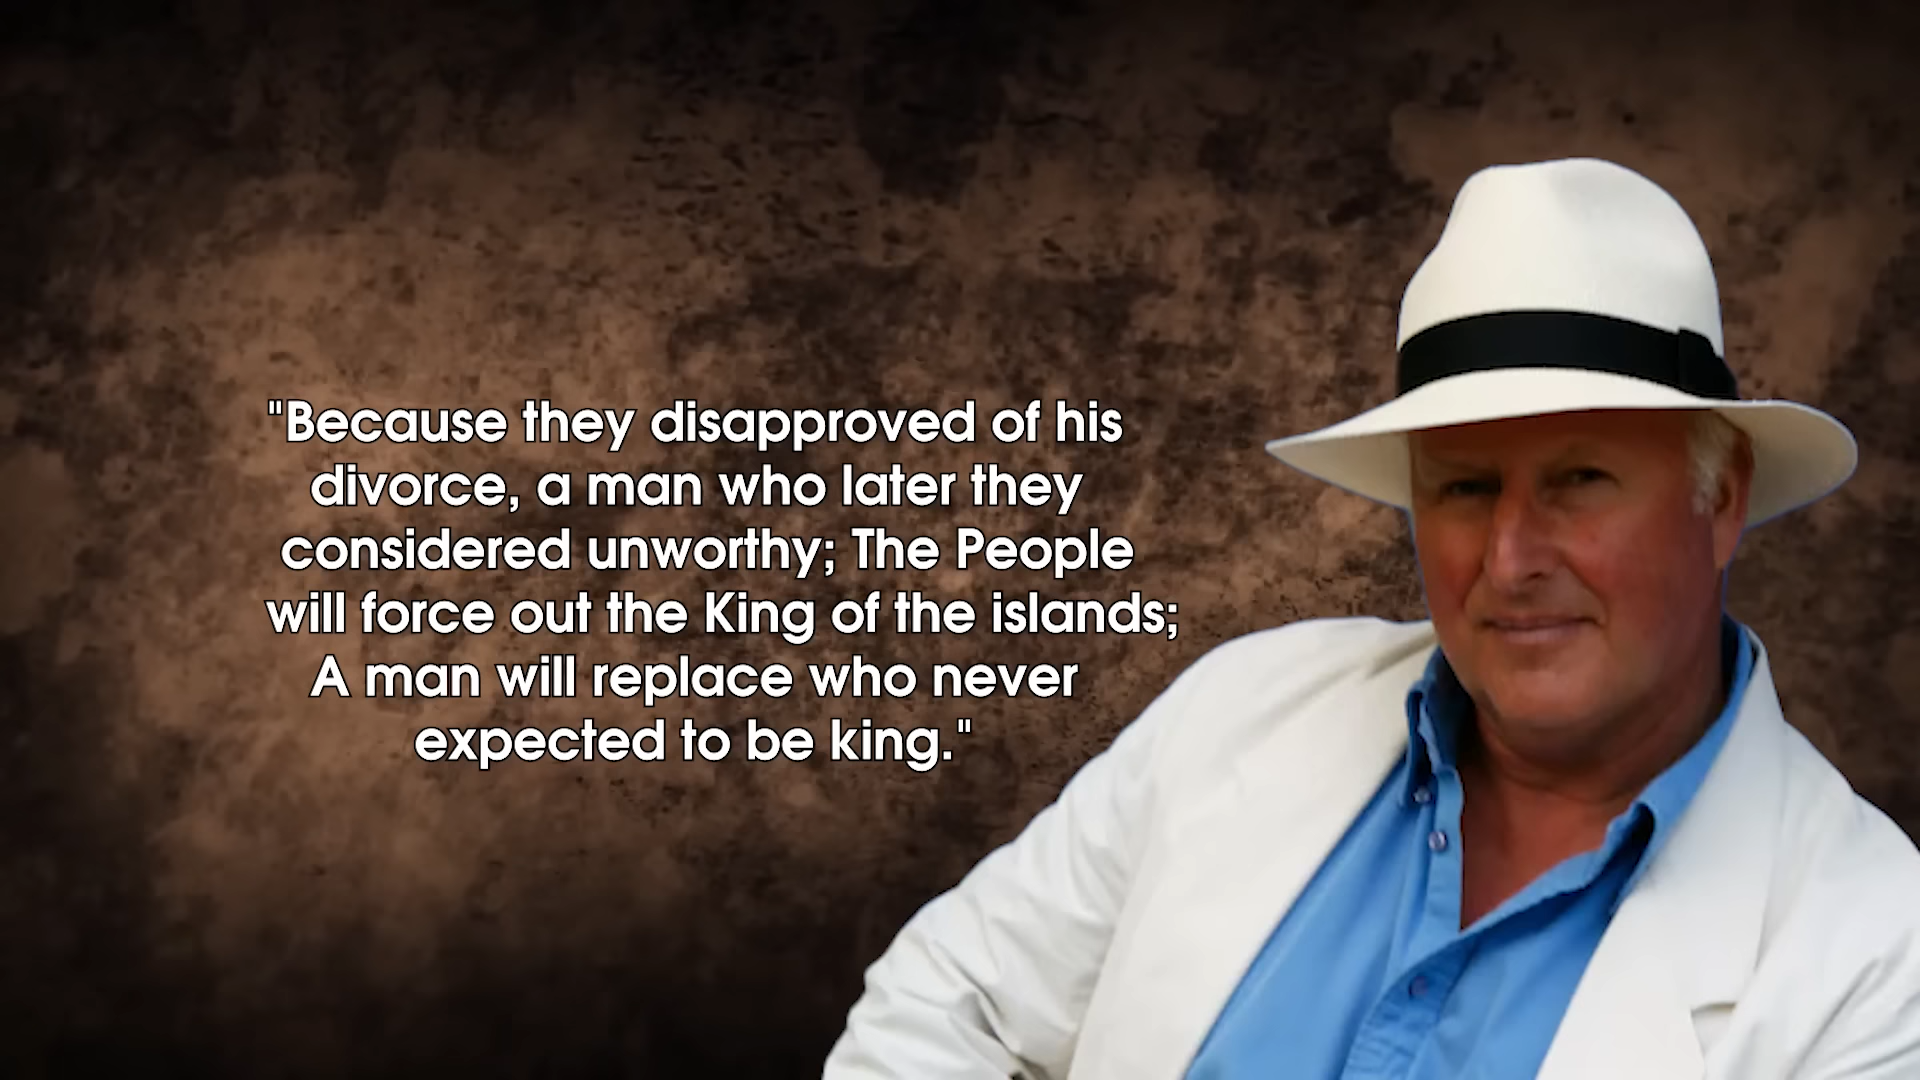 "Because they disapproved of his
divorce, a man who later they
considered unworthy; The People
will force out the King of the islands;
A man will replace who never
expected to be king."